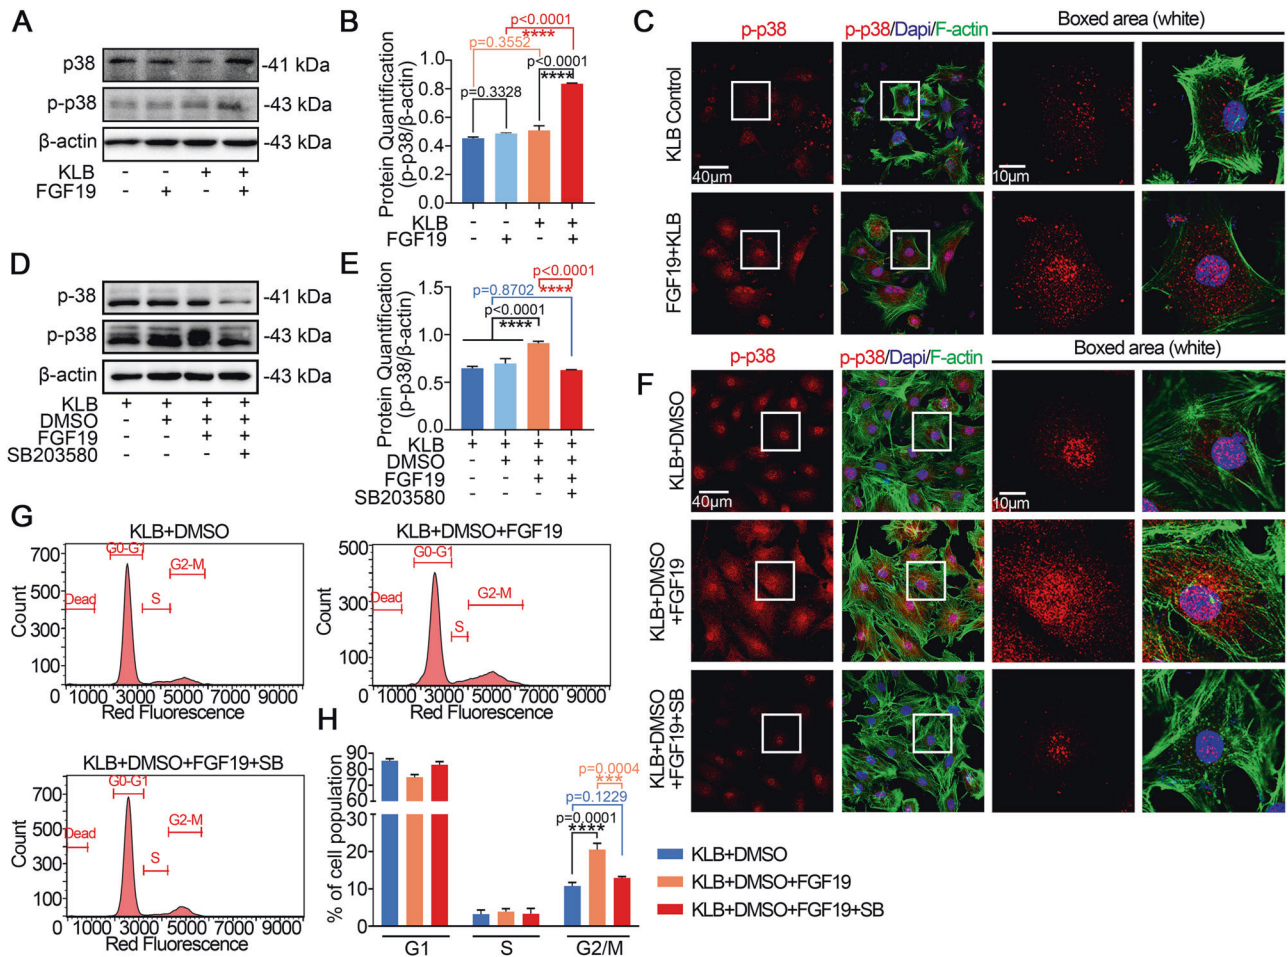 A
p38
-41 kDa
p-p38
-43 kDa
β-actin
-43 kDa
KLB - - + +
FGF19 - + - +
B
p<0.0001
****
p=0.3552
p<0.0001
****
p=0.3328
Protein Quantification
(p-p38/β-actin)
1.0
0.8
0.6
0.4
0.2
0.0
KLB - - + +
FGF19 - + - +
C
p-p38
p-p38/Dapi/F-actin
Boxed area (white)
KLB Control
40μm
10μm
FGF19+KLB
D
p-38
-41 kDa
p-p38
-43 kDa
β-actin
-43 kDa
KLB + + + +
DMSO - + + +
FGF19 - - + +
SB203580 - - - +
E
p<0.0001
****
p=0.8702
p<0.0001
****
Protein Quantification
(p-p38/β-actin)
1.5
1.0
0.5
0.0
KLB + + + +
DMSO - + + +
FGF19 - - + +
SB203580 - - - +
F
p-p38
p-p38/Dapi/F-actin
Boxed area (white)
KLB+DMSO
40μm
10μm
KLB+DMSO
+FGF19
KLB+DMSO
+FGF19+SB
G
KLB+DMSO
Count
700
500
300
100
G0-G1
G2-M
Dead
S
0 1000 3000 5000 7000 9000
Red Fluorescence
KLB+DMSO+FGF19
Count
500
300
100
G0-G1
G2-M
Dead
S
0 1000 3000 5000 7000 9000
Red Fluorescence
KLB+DMSO+FGF19+SB
Count
700
500
300
100
G0-G1
G2-M
Dead
S
0 1000 3000 5000 7000 9000
Red Fluorescence
H
% of cell population
90
80
70
60
30
20
10
0
p=0.0004
***
p=0.1229
p=0.0001
****
G1
S
G2/M
KLB+DMSO
KLB+DMSO+FGF19
KLB+DMSO+FGF19+SB